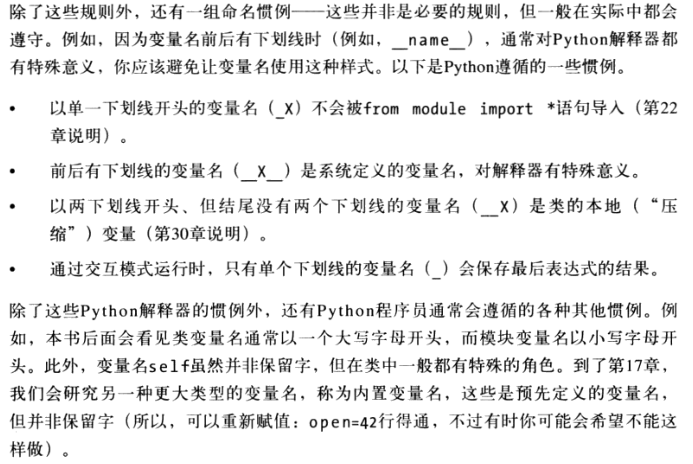 除了这些规则外，还有一组命名惯例——这些并非是必要的规则，但一般在实际中都会
遵守。例如，因为变量名前后有下划线时（例如，__name__），通常对Python解释器都
有特殊意义，你应该避免让变量名使用这种样式。以下是Python遵循的一些惯例。
• 以单一下划线开头的变量名（_X）不会被from module import *语句导入（第22
章说明）。
• 前后有下划线的变量名（__X__）是系统定义的变量名，对解释器有特殊意义。
• 以两下划线开头、但结尾没有两个下划线的变量名（__X）是类的本地（“压
缩”）变量（第30章说明）。
• 通过交互模式运行时，只有单个下划线的变量名（_）会保存最后表达式的结果。
除了这些Python解释器的惯例外，还有Python程序员通常会遵循的各种其他惯例。例
如，本书后面会看见类变量名通常以一个大写字母开头，而模块变量名以小写字母开
头。此外，变量名self虽然并非保留字，但在类中一般都有特殊的角色。到了第17章，
我们会研究另一种更大类型的变量名，称为内置变量名，这些是预先定义的变量名，
但并非保留字（所以，可以重新赋值：open=42行得通，不过有时你可能会希望不能这
样做）。